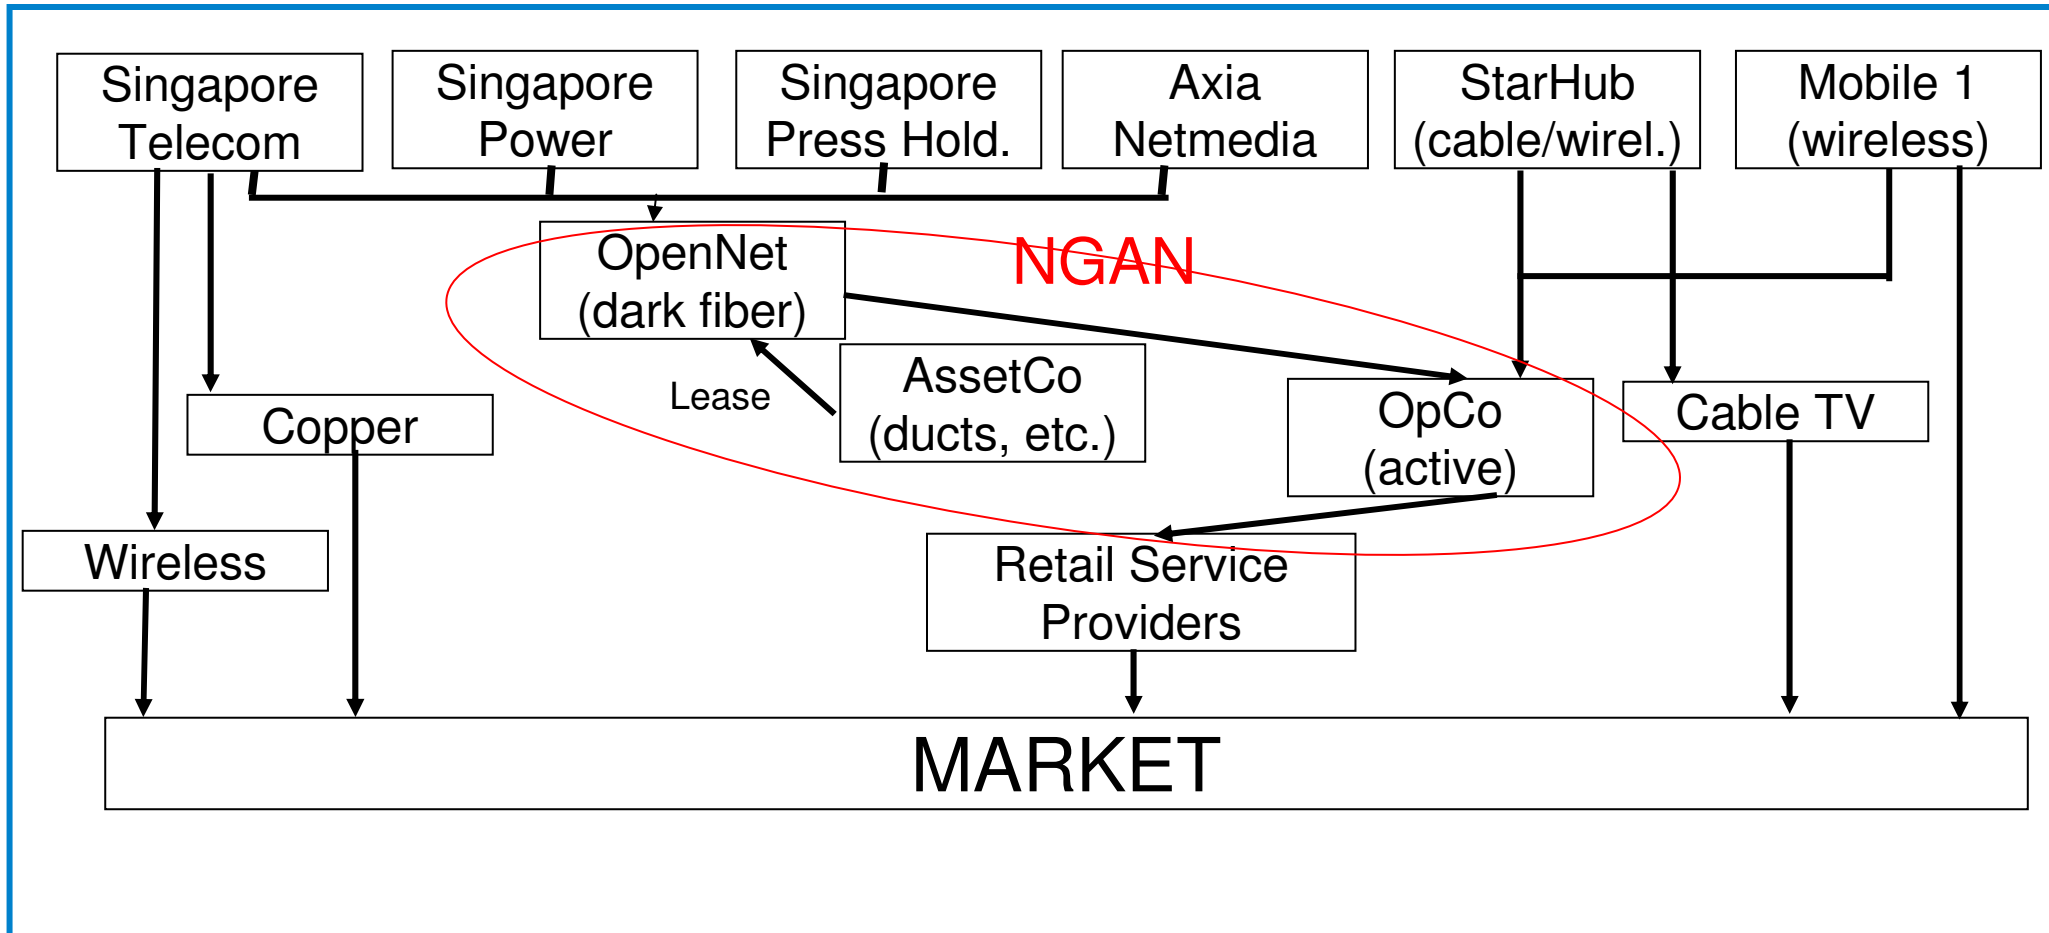 Singapore
Telecom
Singapore
Power
Singapore
Press Hold.
Axia
Netmedia
StarHub
(cable/wirel.)
Mobile 1
(wireless)
OpenNet
(dark fiber)
NGAN
Lease
AssetCo
(ducts, etc.)
OpCo
(active)
Cable TV
Copper
Wireless
Retail Service
Providers
MARKET